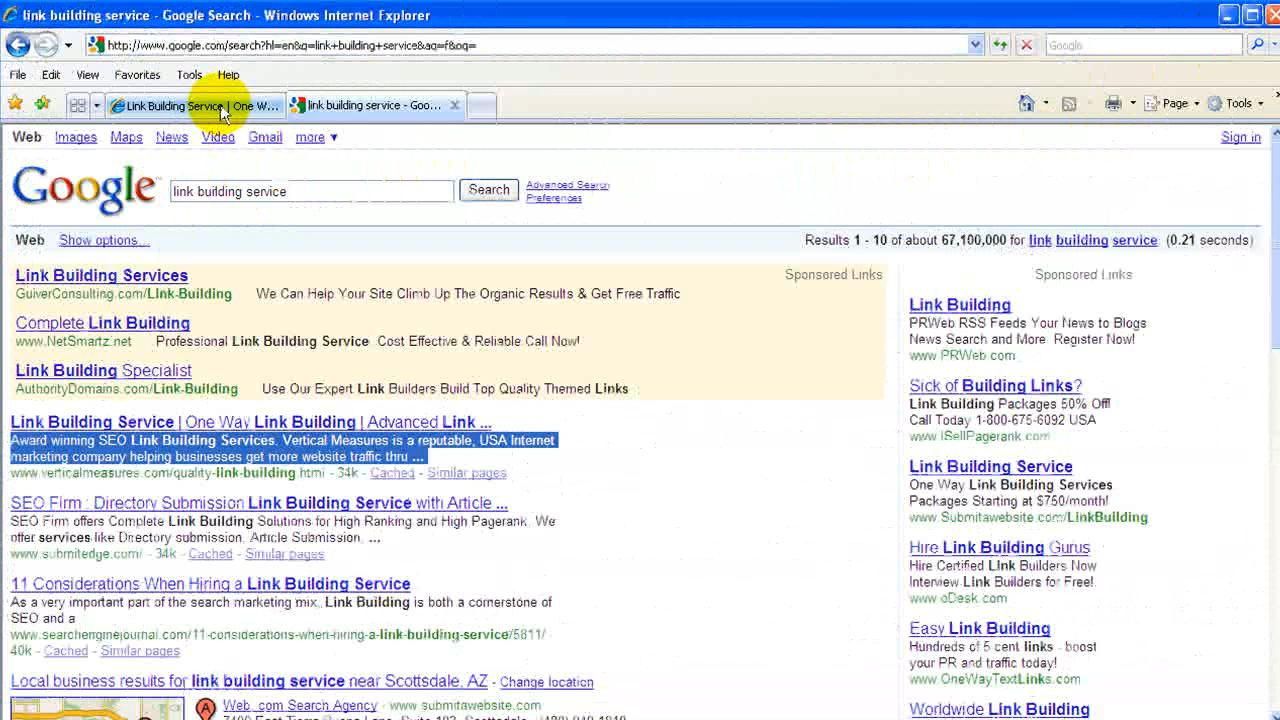 link building service - Google Search - Windows Internet Explorer
http://www.google.com/search?hl=en&q=link+building+service&aq=f&oq=
Google
File Edit View Favorites Tools Help
Link Building Service | One W...
link building service - Goo...
Page
Tools
Web Images Maps News Video Gmail more ▼
Sign in
Google
link building service
Search
Advanced Search
Preferences
Web Show options...
Results 1 - 10 of about 67,100,000 for link building service (0.21 seconds)
Link Building Services
Sponsored Links
GuiverConsulting.com/Link-Building We Can Help Your Site Climb Up The Organic Results & Get Free Traffic
Complete Link Building
www.NetSmartz.net Professional Link Building Service Cost Effective & Reliable Call Now!
Link Building Specialist
AuthorityDomains.com/Link-Building Use Our Expert Link Builders Build Top Quality Themed Links
Link Building Service | One Way Link Building | Advanced Link ...
Award winning SEO Link Building Services. Vertical Measures is a reputable, USA Internet
marketing company helping businesses get more website traffic thru ...
www.verticalmeasures.com/quality-link-building.html - 34k - Cached - Similar pages
SEO Firm : Directory Submission Link Building Service with Article ...
SEO Firm offers Complete Link Building Solutions for High Ranking and High Pagerank. We
offer services like Directory submission, Article Submission, ...
www.submitedge.com/ - 34k - Cached - Similar pages
11 Considerations When Hiring a Link Building Service
As a very important part of the search marketing mix, Link Building is both a cornerstone of
SEO and a
www.searchenginejournal.com/11-considerations-when-hiring-a-link-building-service/5811/
40k - Cached - Similar pages
Local business results for link building service near Scottsdale, AZ - Change location
A
Web .com Search Agency - www.submitawebsite.com
Sponsored Links
Link Building
PRWeb RSS Feeds Your News to Blogs
News Search and More. Register Now!
www.PRWeb.com
Sick of Building Links?
Link Building Packages 50% Off!
Call Today 1-800-675-6092 USA
www.iSellPagerank.com
Link Building Service
One Way Link Building Services.
Packages Starting at $750/month!
www.Submitawebsite.com/LinkBuilding
Hire Link Building Gurus
Hire Certified Link Builders Now
Interview Link Builders for Free!
www.oDesk.com
Easy Link Building
Hundreds of 5 cent links - boost
your PR and traffic today!
www.OneWayTextLinks.com
Worldwide Link Building